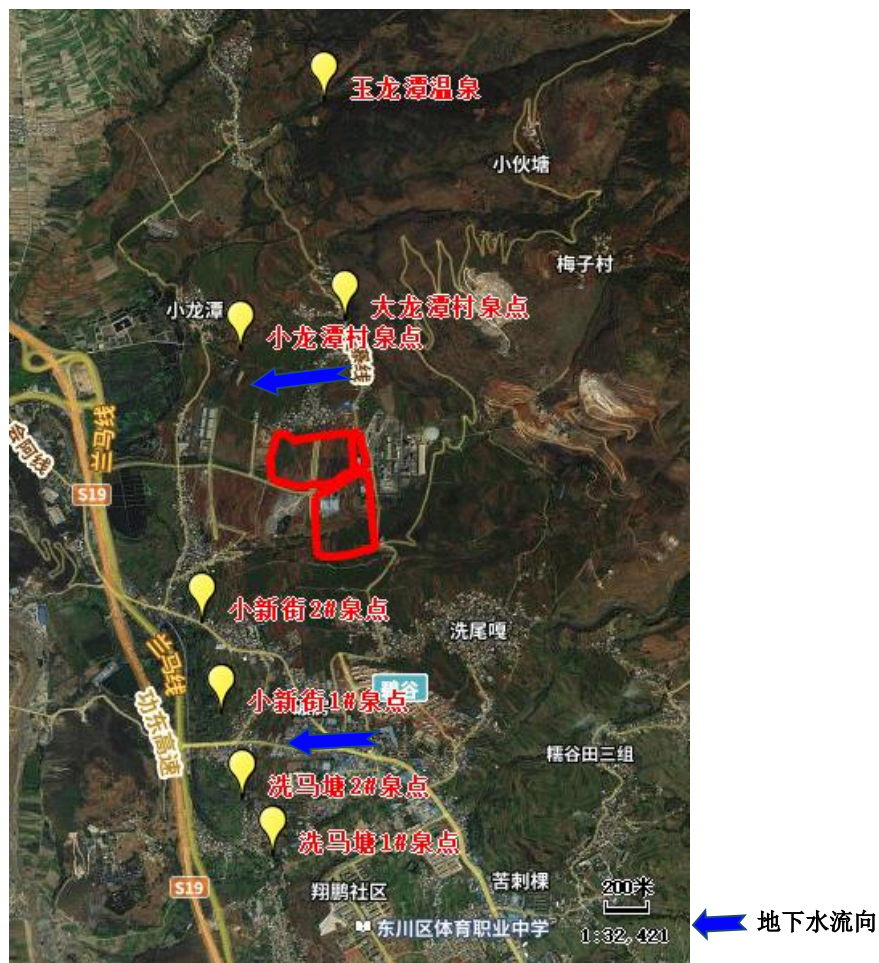 玉龙潭温泉
小伙塘
梅子村
小龙潭
大龙潭村泉点
小龙潭村泉点
兰马线
会阿线
S19
小新街2#泉点
洗尾嘎
兰马线
碧谷
功东高速
小新街1#泉点
糯谷田三组
洗马塘2#泉点
洗马塘1#泉点
S19
翔鹏社区
苦刺棵
200米
东川区体育职业中学
1:32,421
地下水流向